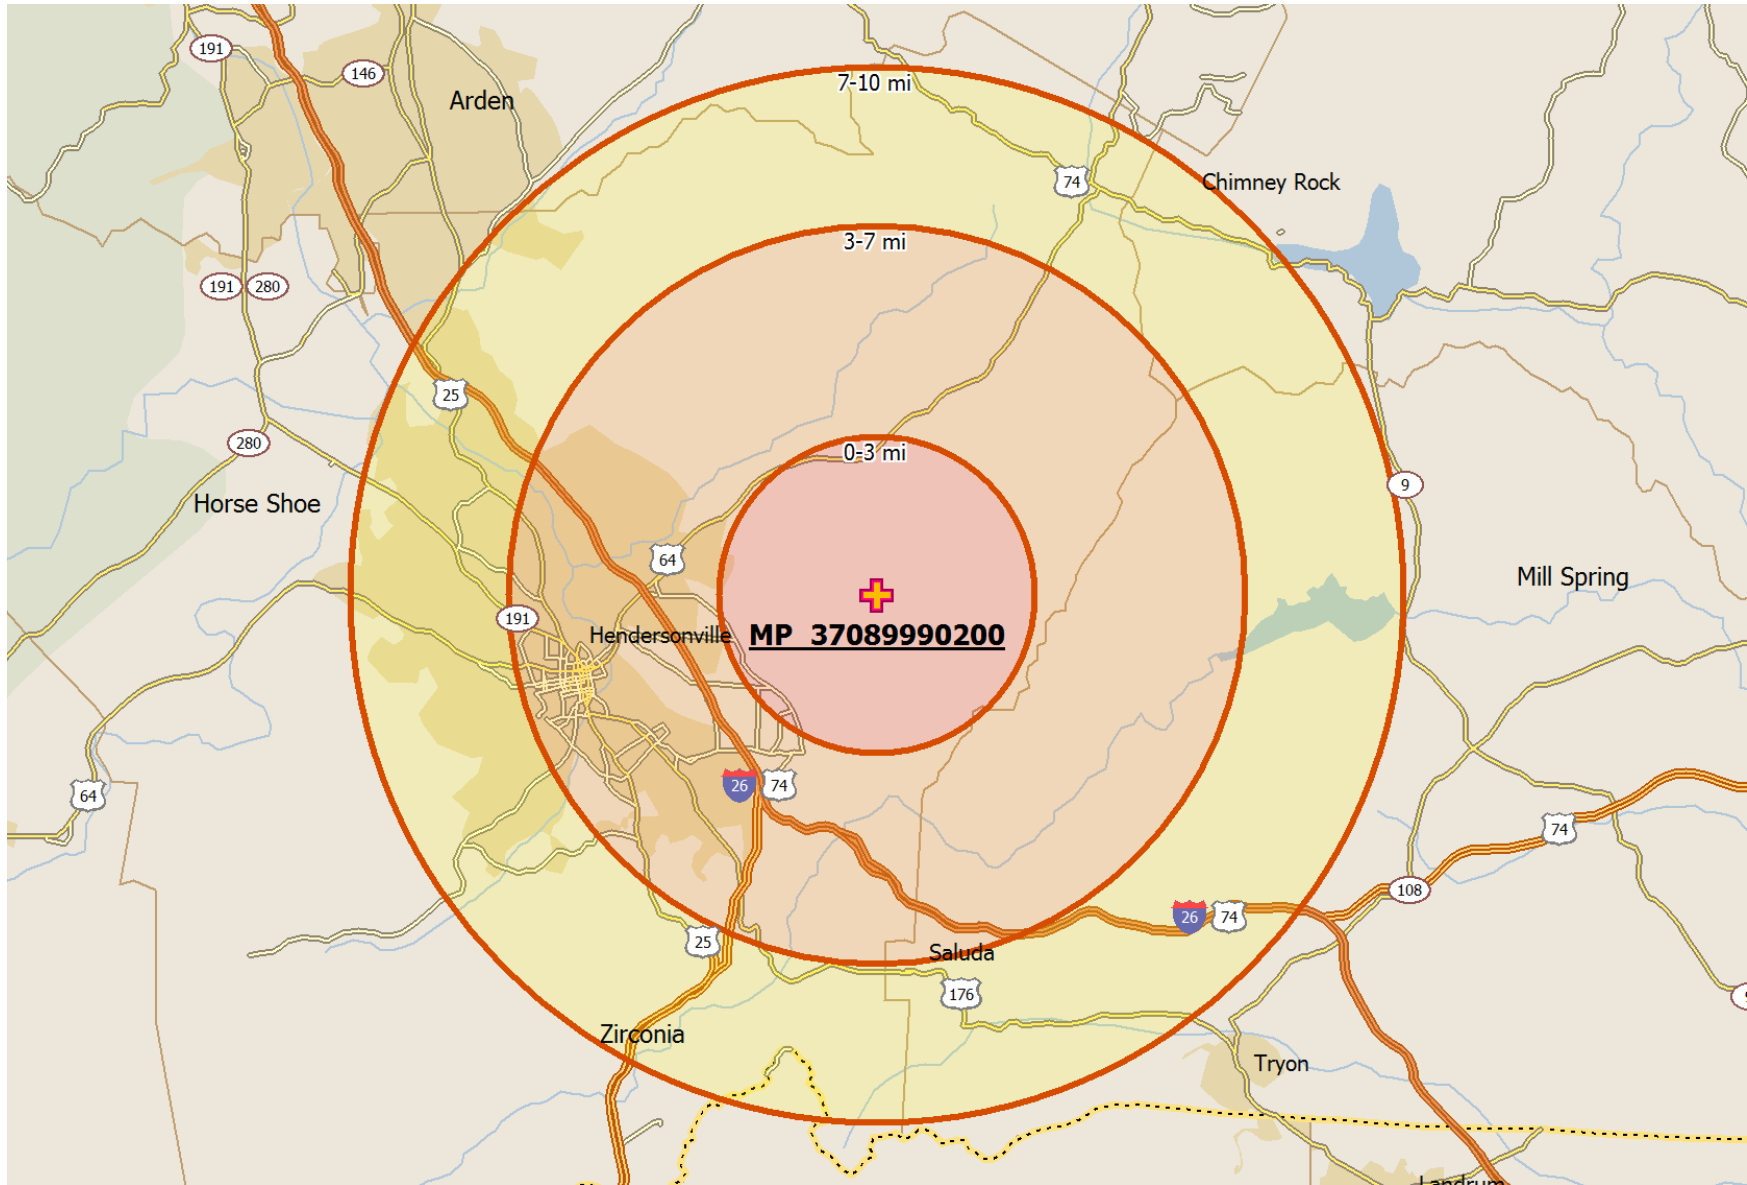 191
146
7-10 mi
Arden
74
Chimney Rock
3-7 mi
191
280
25
280
0-3 mi
9
Horse Shoe
64
Mill Spring
191
Hendersonville
MP 37089990200
26
74
64
74
108
26
74
25
Saluda
176
Zirconia
Tryon
Landrum